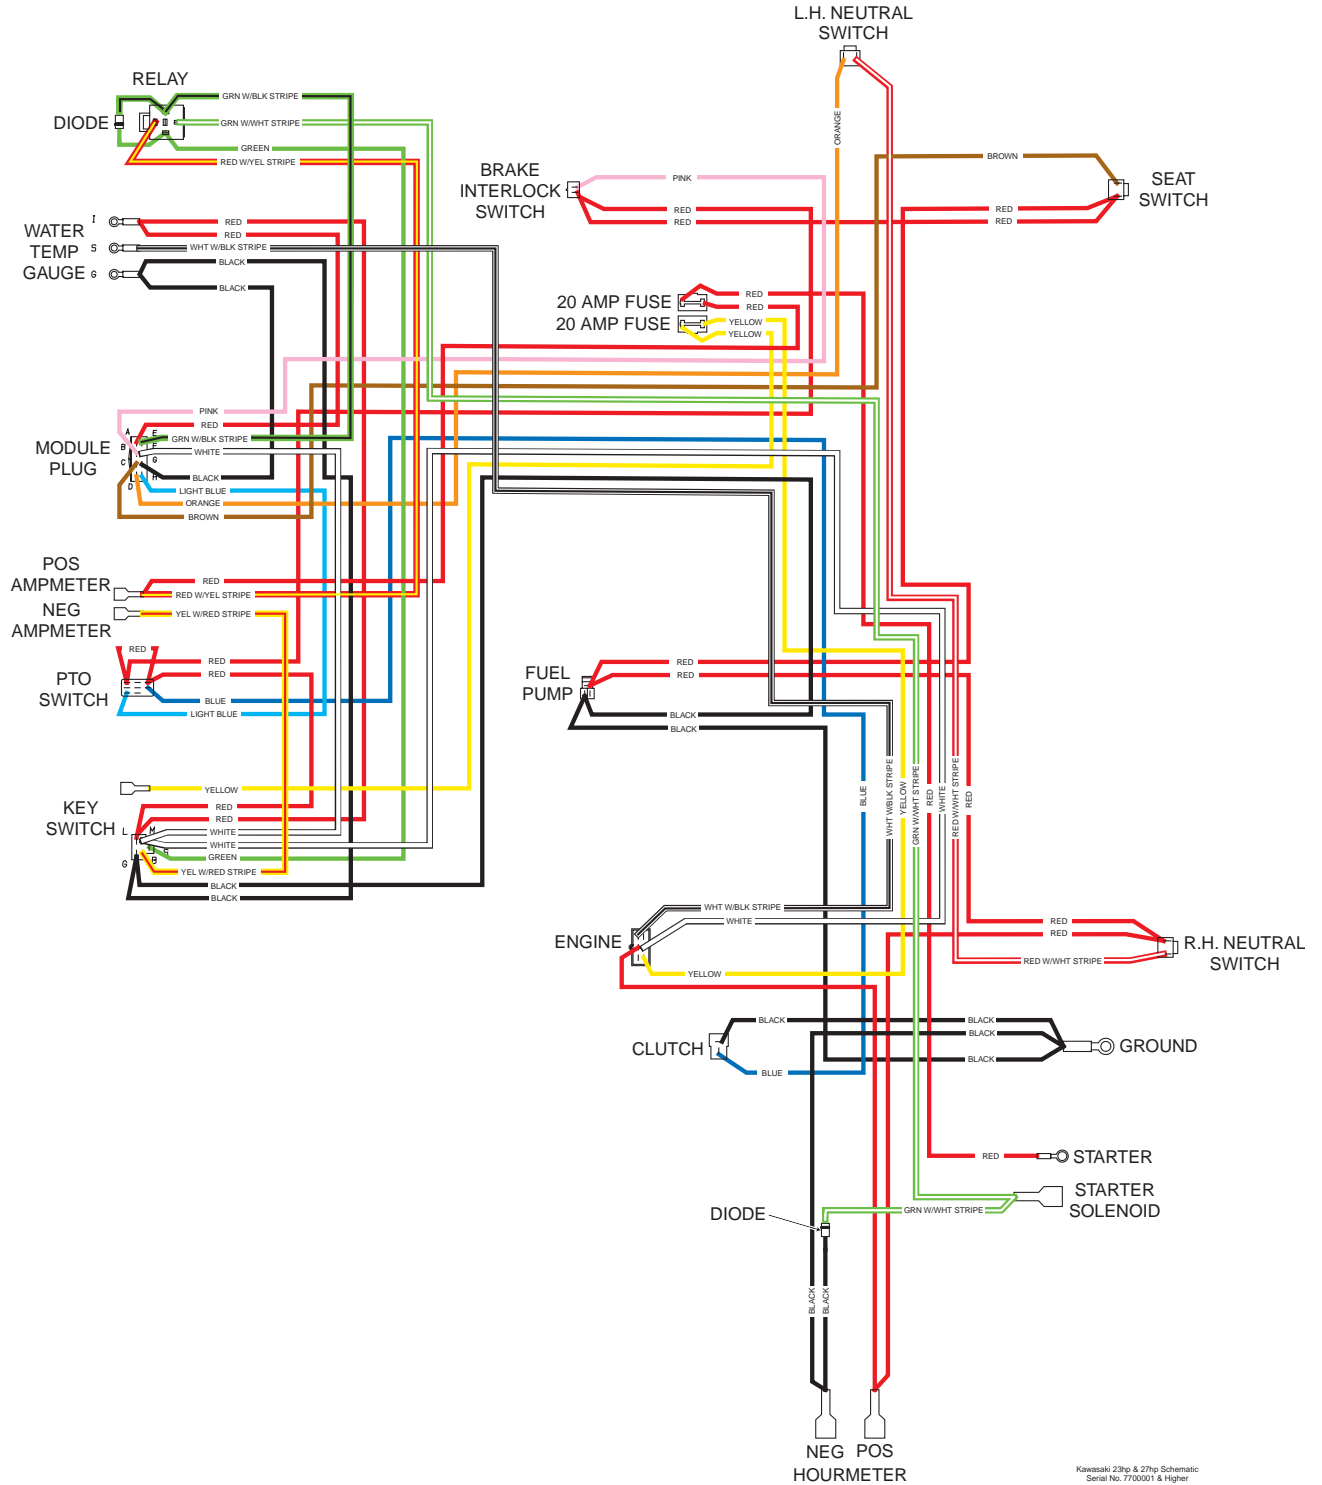 L.H. NEUTRAL
SWITCH
RELAY
DIODE
GRN W/BLK STRIPE
GRN W/WHT STRIPE
GREEN
RED W/YEL STRIPE
ORANGE
BRAKE
INTERLOCK
SWITCH
PINK
RED
RED
BROWN
RED
RED
SEAT
SWITCH
WATER
TEMP
GAUGE
I
S
G
RED
RED
WHT W/BLK STRIPE
BLACK
BLACK
20 AMP FUSE
20 AMP FUSE
RED
RED
YELLOW
YELLOW
MODULE
PLUG
A
B
C
D
E
F
G
H
PINK
RED
GRN W/BLK STRIPE
WHITE
BLACK
LIGHT BLUE
ORANGE
BROWN
POS
AMPMETER
NEG
AMPMETER
RED
RED W/YEL STRIPE
YEL W/RED STRIPE
PTO
SWITCH
RED
RED
RED
BLUE
LIGHT BLUE
FUEL
PUMP
RED
RED
BLACK
BLACK
KEY
SWITCH
L
M
G
B
YELLOW
RED
RED
WHITE
WHITE
GREEN
YEL W/RED STRIPE
BLACK
BLACK
BLUE
WHT W/BLK STRIPE
YELLOW
GRN W/WHT STRIPE
RED
WHITE
RED W/WHT STRIPE
RED
ENGINE
WHT W/BLK STRIPE
WHITE
YELLOW
RED
RED
RED W/WHT STRIPE
R.H. NEUTRAL
SWITCH
CLUTCH
BLACK
BLUE
BLACK
BLACK
BLACK
GROUND
RED
STARTER
STARTER
SOLENOID
GRN W/WHT STRIPE
DIODE
BLACK
BLACK
NEG POS
HOURMETER
Kawasaki 23hp & 27hp Schematic
Serial No. 7700001 & Higher